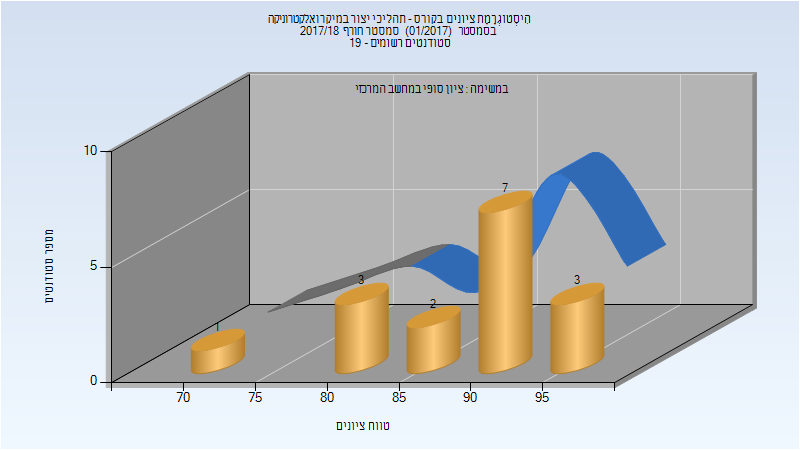 היסטוגרמת ציונים בקורס - תהליכי יצור במיקרואלקטרוניקה
בסמסטר (01/2017) סמסטר חורף 2017/18
סטודנטים רשומים - 19
במשימה : ציון סופי במחשב המרכזי
10
5
0
מספר סטודנטים
1
3
2
7
3
70
75
80
85
90
95
טווח ציונים